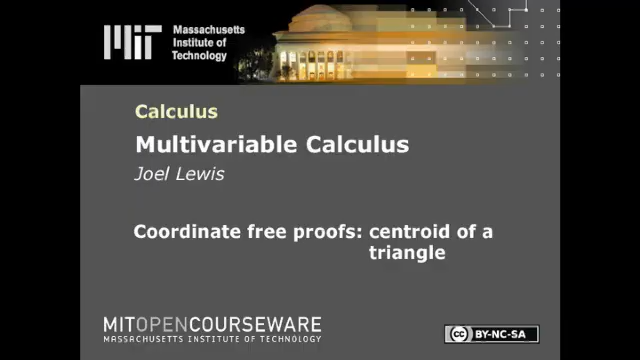 Massachusetts
Institute of
Technology
Calculus
Multivariable Calculus
Joel Lewis
Coordinate free proofs: centroid of a
triangle
MITOPENCOURSEWARE
MASSACHUSETTS INSTITUTE OF TECHNOLOGY
cc BY-NC-SA